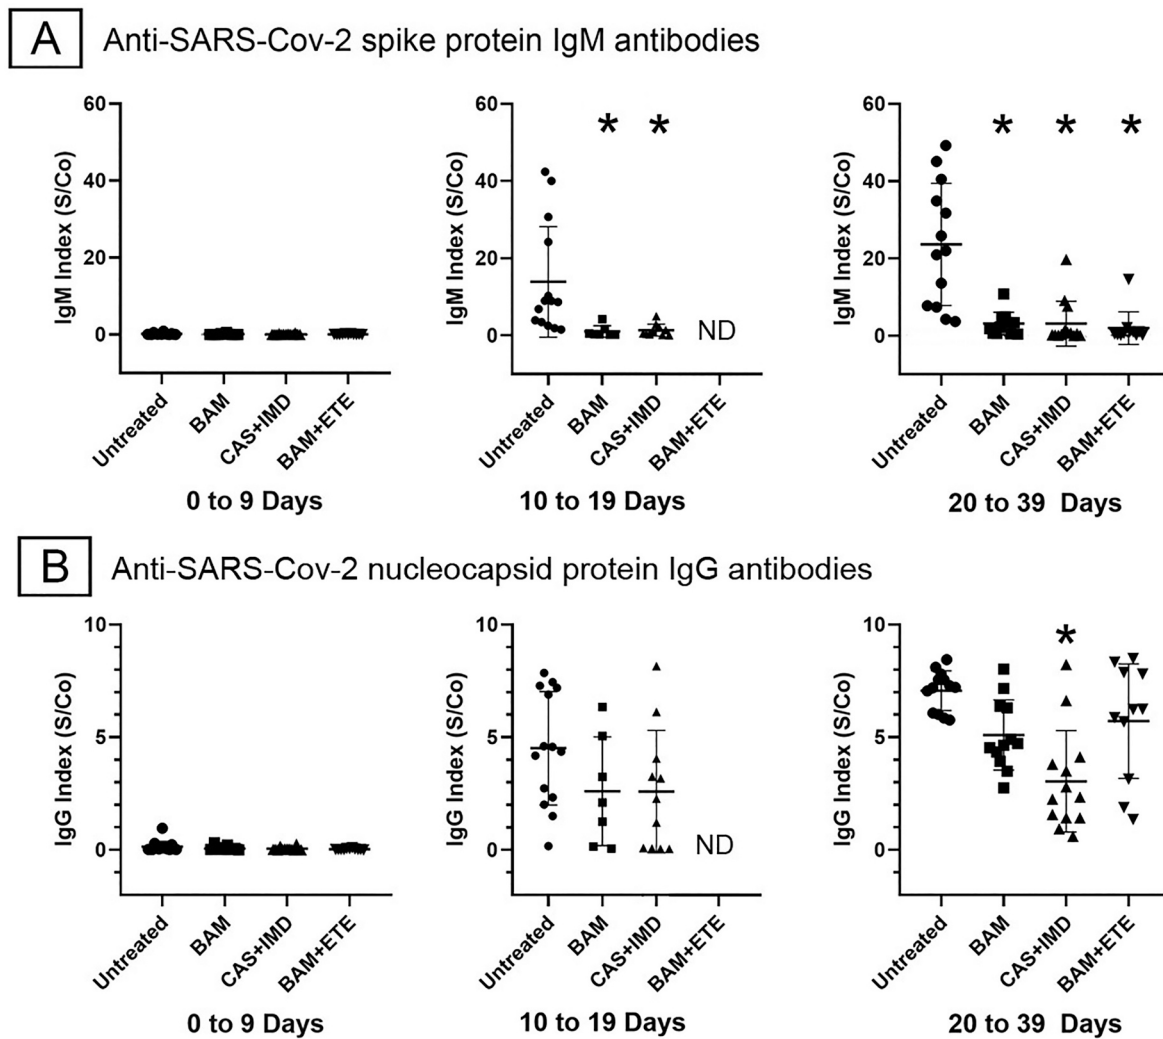 A Anti-SARS-Cov-2 spike protein IgM antibodies
IgM Index (S/Co)
60
40
20
0
Untreated
BAM
CAS+IMD
BAM+ETE
0 to 9 Days
IgM Index (S/Co)
60
40
20
0
* *
ND
Untreated
BAM
CAS+IMD
BAM+ETE
10 to 19 Days
IgM Index (S/Co)
60
40
20
0
* * *
Untreated
BAM
CAS+IMD
BAM+ETE
20 to 39 Days
B Anti-SARS-Cov-2 nucleocapsid protein IgG antibodies
IgG Index (S/Co)
10
5
0
Untreated
BAM
CAS+IMD
BAM+ETE
0 to 9 Days
IgG Index (S/Co)
10
5
0
ND
Untreated
BAM
CAS+IMD
BAM+ETE
10 to 19 Days
IgG Index (S/Co)
10
5
0
*
Untreated
BAM
CAS+IMD
BAM+ETE
20 to 39 Days